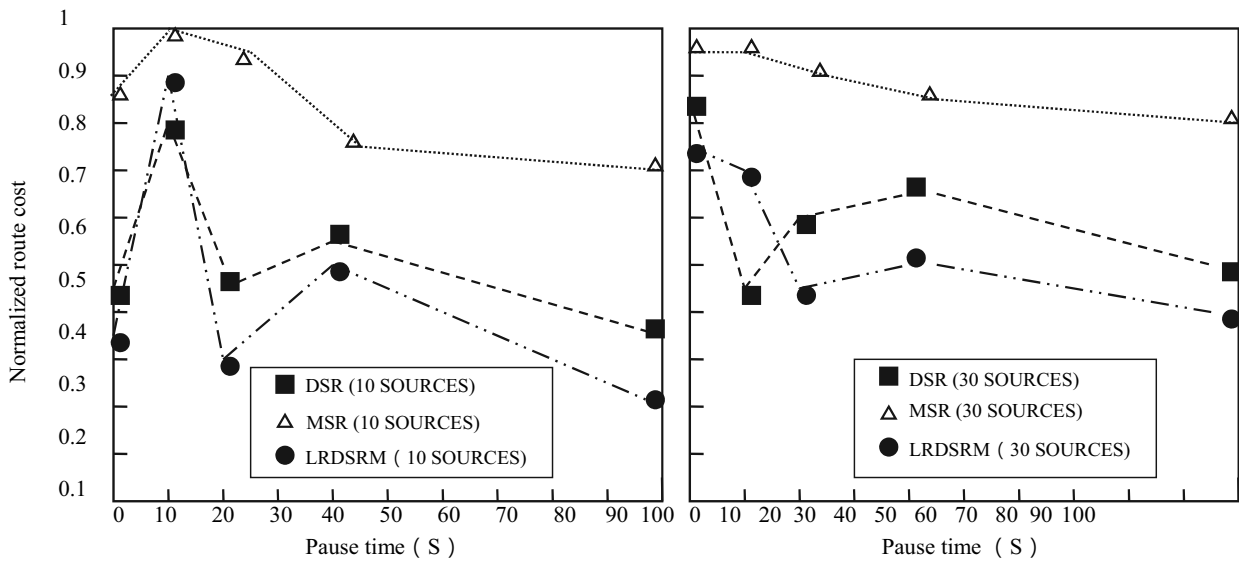 Normalized route cost
1
0.9
0.8
0.7
0.6
0.5
0.4
0.3
0.2
0.1
DSR (10 SOURCES)
MSR (10 SOURCES)
LRDSRM ( 10 SOURCES)
0 10 20 30 40 50 60 70 80 90 100
Pause time ( S )
DSR (30 SOURCES)
MSR (30 SOURCES)
LRDSRM ( 30 SOURCES)
0 10 20 30 40 50 60 70 80 90 100
Pause time ( S )